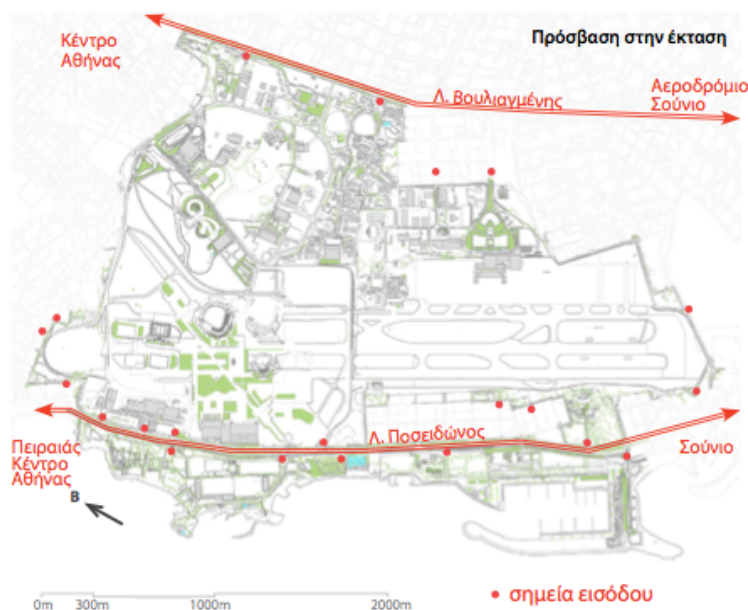 Πρόσβαση στην έκταση
Κέντρο
Αθήνας
Λ. Βουλιαγμένης
Αεροδρόμιο
Σούνιο
Λ. Ποσειδώνος
Πειραιάς
Κέντρο
Αθήνας
Σούνιο
Β
0m 300m 1000m 2000m
σημεία εισόδου